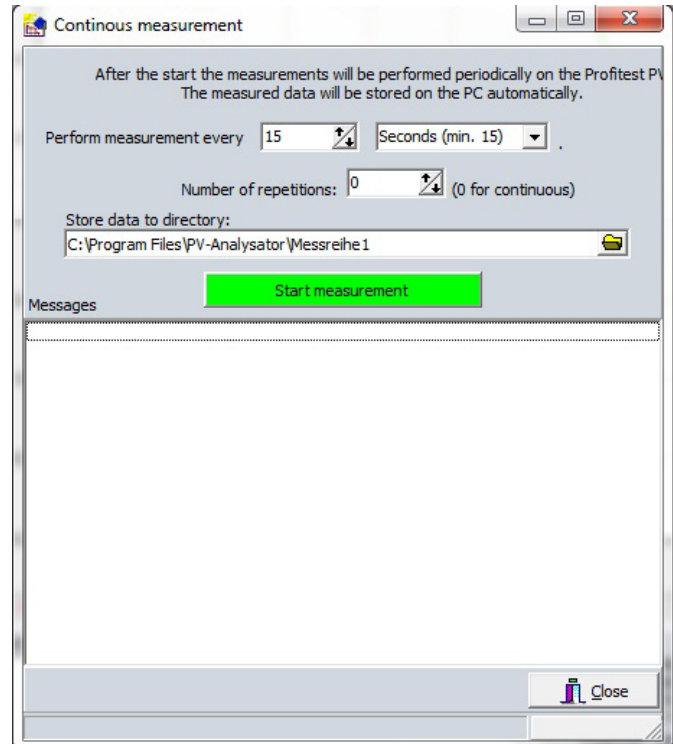 Continous measurement
After the start the measurements will be performed periodically on the Profitest PV
The measured data will be stored on the PC automatically.
Perform measurement every 15 Seconds (min. 15) .
Number of repetitions: 0 (0 for continuous)
Store data to directory:
C:\Program Files\PV-Analysator\Messreihe1
Start measurement
Messages
Close